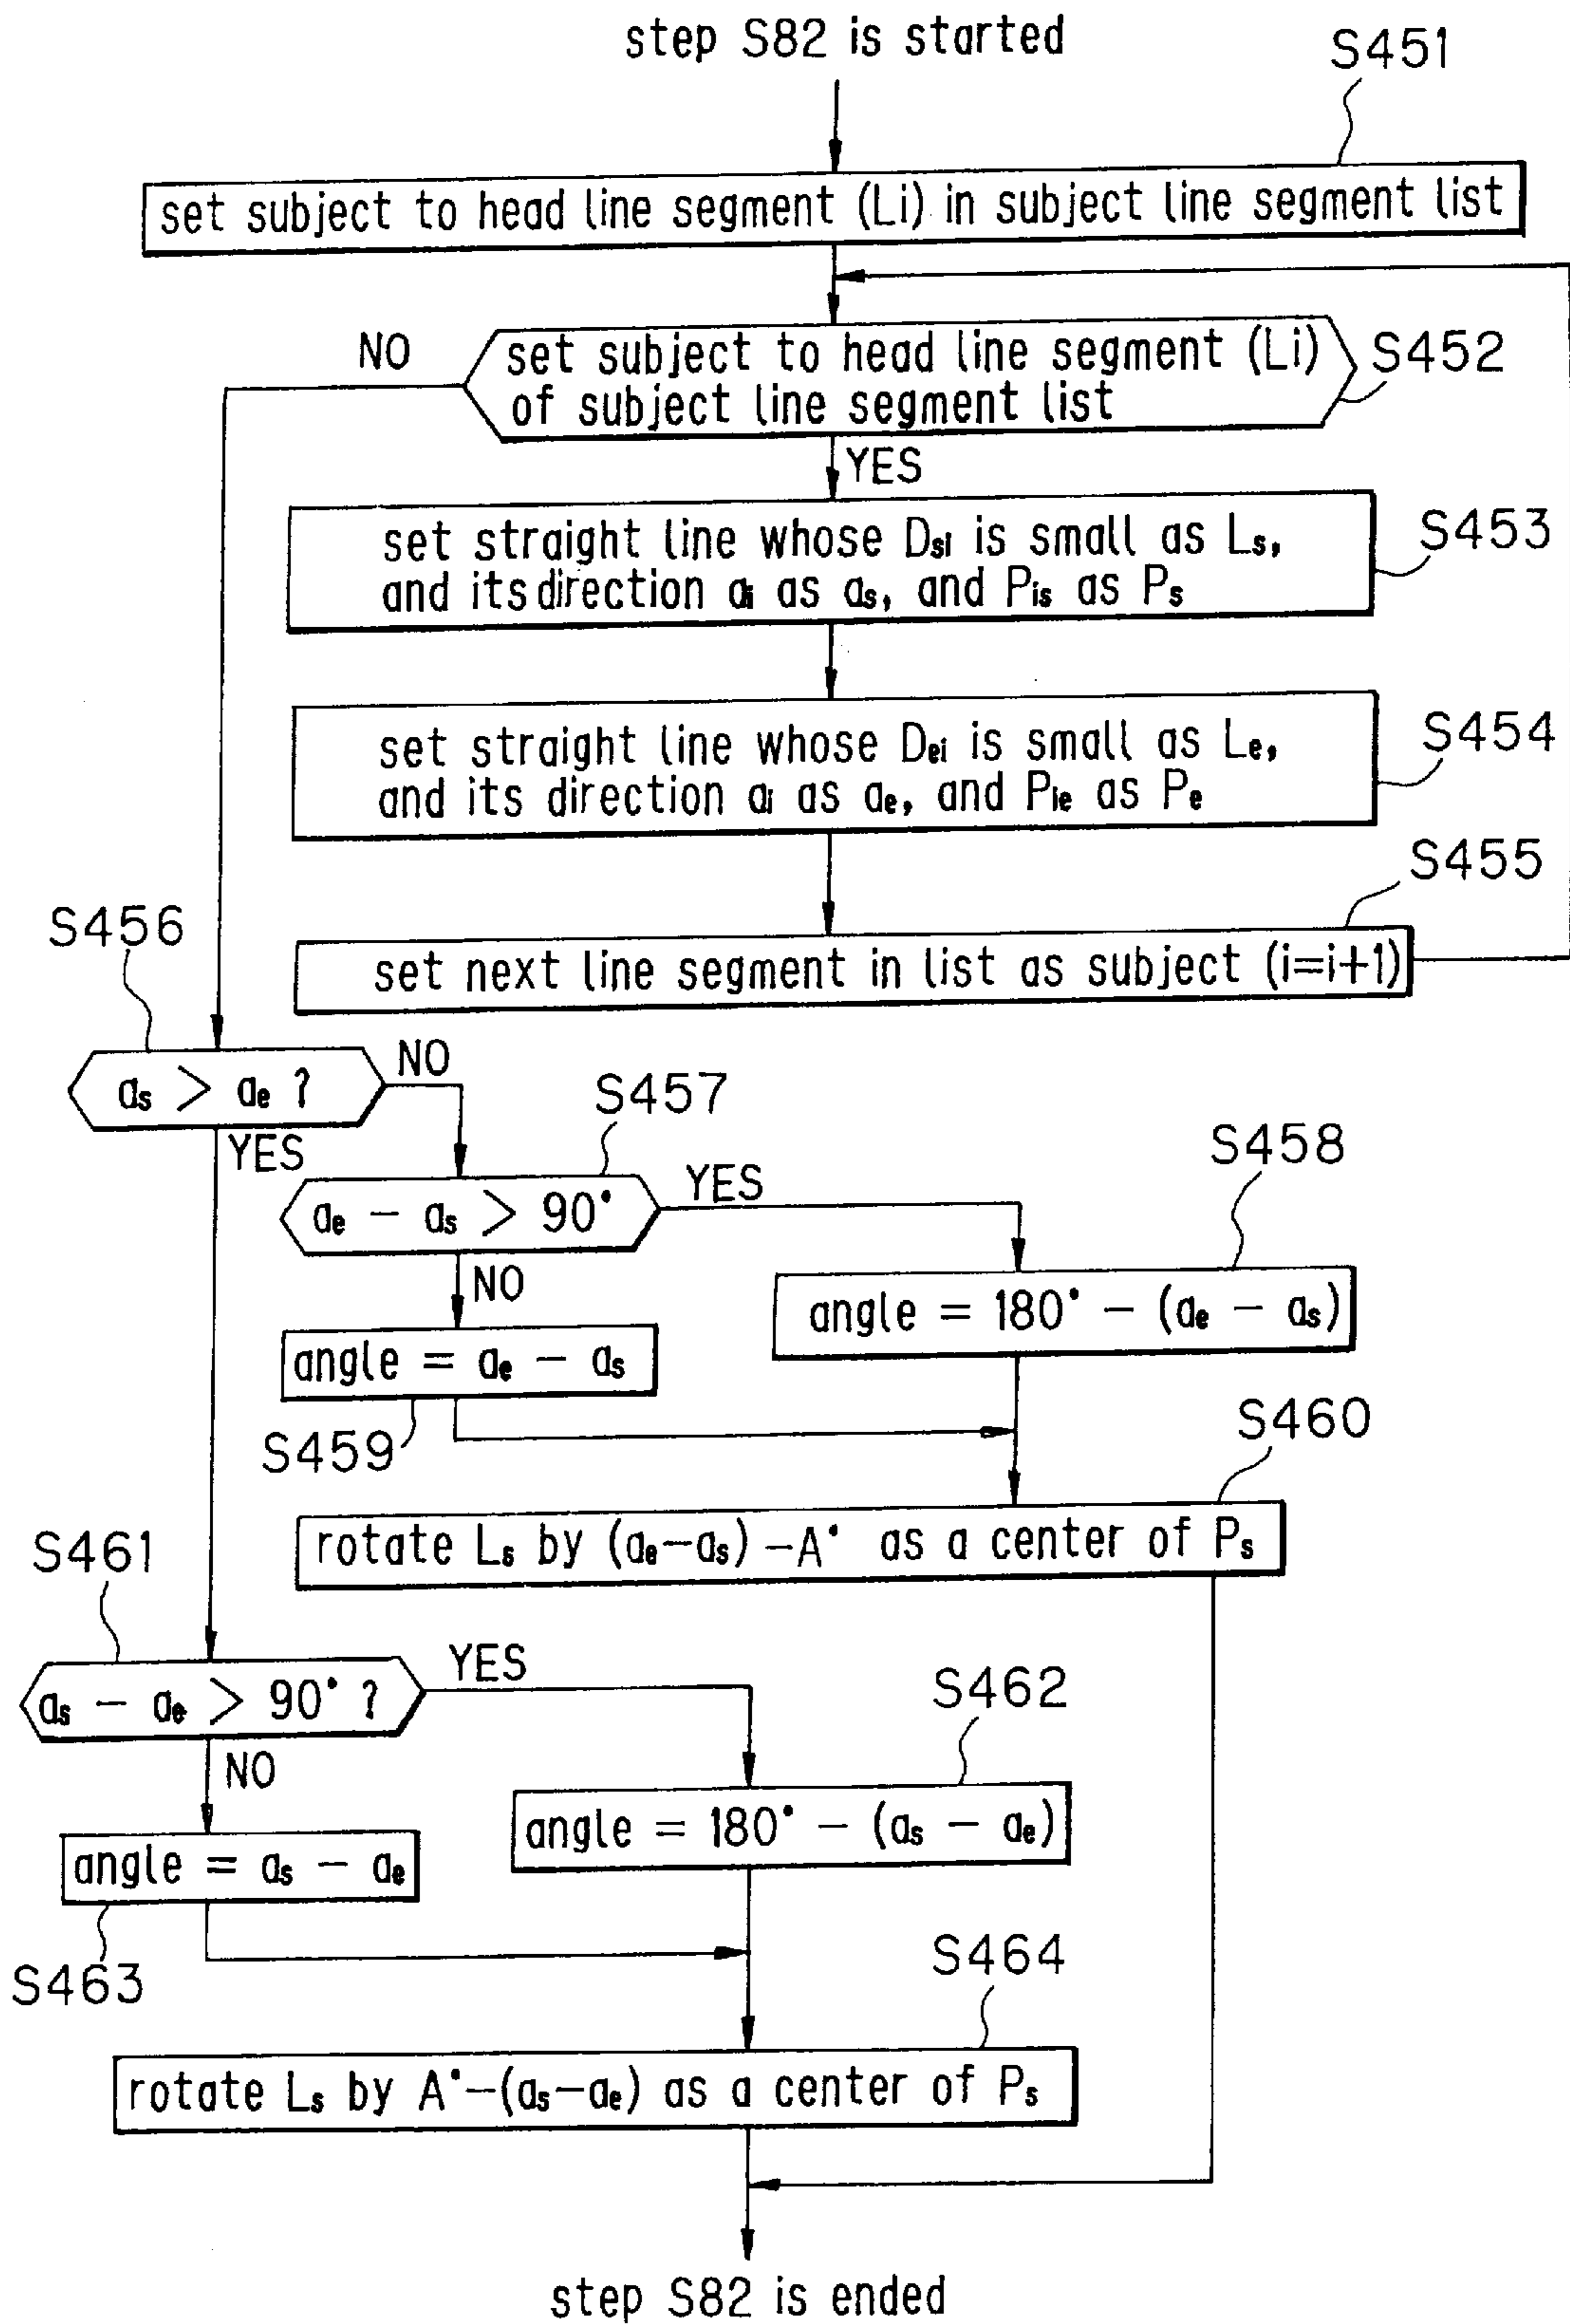 step S82 is started
S451
set subject to head line segment (Li) in subject line segment list
NO
set subject to head line segment (Li)
of subject line segment list
S452
YES
set straight line whose Dsi is small as Ls,
and its direction ai as as, and Pis as Ps
S453
set straight line whose Dei is small as Le,
and its direction ai as ae, and Pie as Pe
S454
S455
set next line segment in list as subject (i=i+1)
S456
as > ae ?
NO
YES
S457
ae - as > 90°
YES
NO
S458
angle = 180° - (ae - as)
angle = ae - as
S459
S460
rotate Ls by (ae-as) -A° as a center of Ps
S461
as - ae > 90° ?
YES
NO
S462
angle = 180° - (as - ae)
angle = as - ae
S463
S464
rotate Ls by A°-(as-ae) as a center of Ps
step S82 is ended